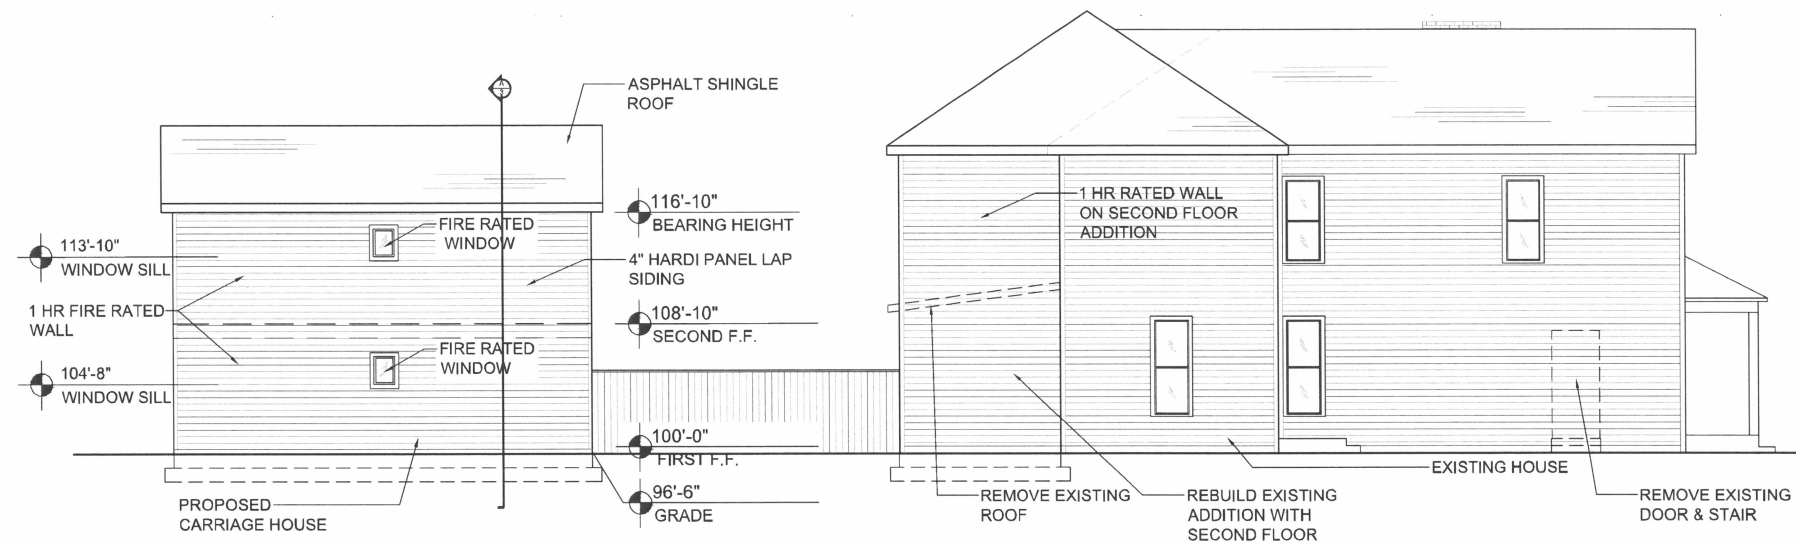 ASPHALT SHINGLE
ROOF
A
3
116'-10"
BEARING HEIGHT
FIRE RATED
WINDOW
113'-10"
WINDOW SILL
4" HARDI PANEL LAP
SIDING
1 HR FIRE RATED
WALL
108'-10"
SECOND F.F.
FIRE RATED
WINDOW
104'-8"
WINDOW SILL
100'-0"
FIRST F.F.
96'-6"
GRADE
PROPOSED
CARRIAGE HOUSE
1 HR RATED WALL
ON SECOND FLOOR
ADDITION
EXISTING HOUSE
REMOVE EXISTING
ROOF
REBUILD EXISTING
ADDITION WITH
SECOND FLOOR
REMOVE EXISTING
DOOR & STAIR